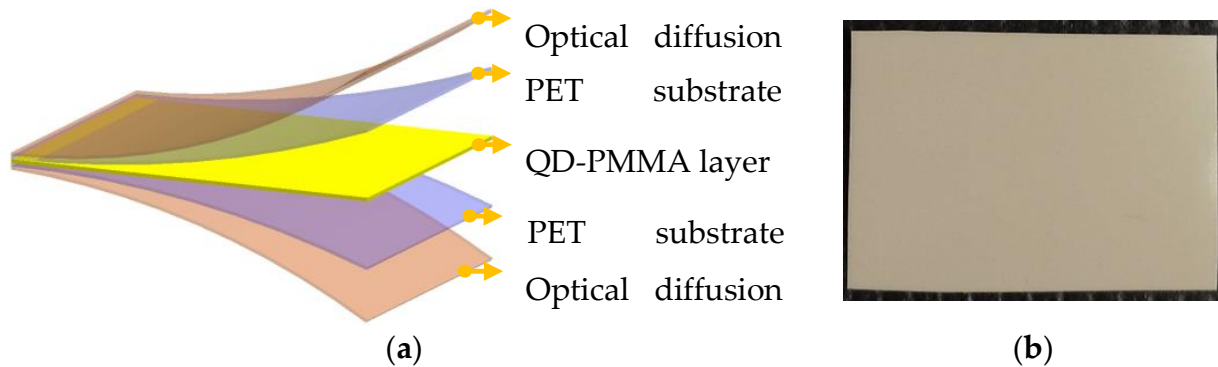 Optical diffusion
PET substrate
QD-PMMA layer
PET substrate
Optical diffusion
(a)
(b)